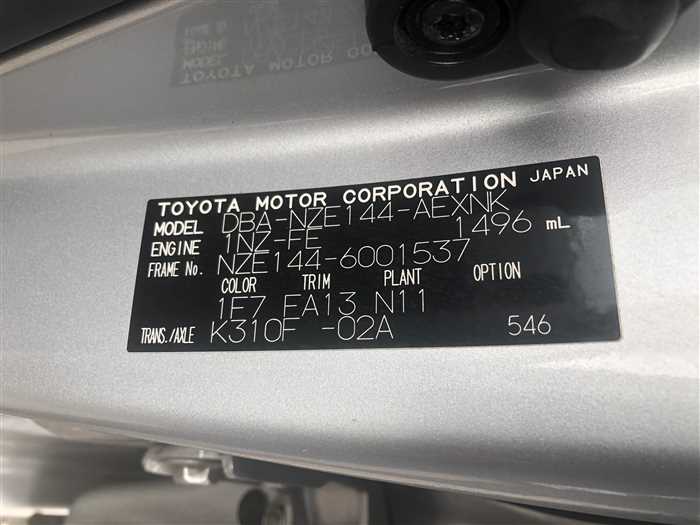 TOYOTA MOTOR CORPORATION JAPAN
MODEL DBA-NZE144-AEXNK
ENGINE 1NZ-FE 1496 mL
FRAME No. NZE144-6001537
COLOR TRIM PLANT OPTION
1F7 FA13 N11
TRANS./AXLE K310F -02A 546